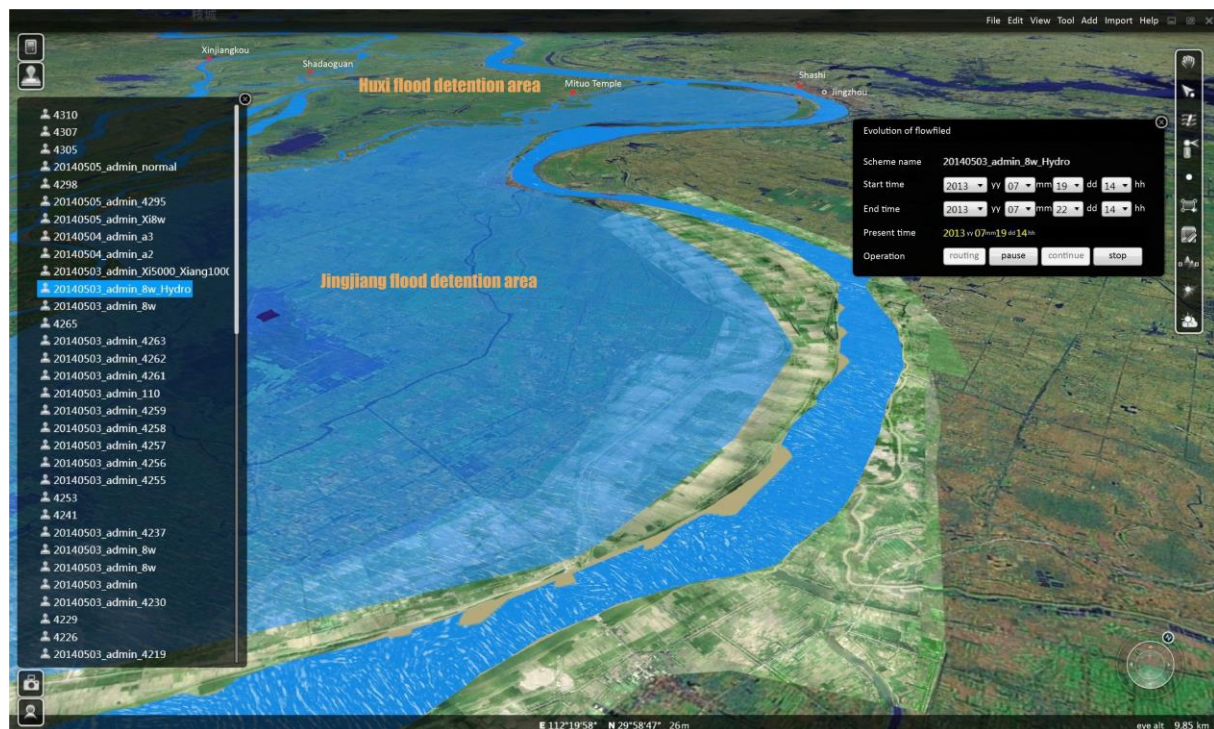 枝城
File Edit View Tool Add Import Help
Xinjiangkou
Shadaoguan
Huxi flood detention area
Mituo Temple
Shashi
Jingzhou
4310
4307
4305
20140505_admin_normal
4298
20140505_admin_4295
20140505_admin_Xi8w
20140504_admin_a3
20140504_admin_a2
20140503_admin_Xi5000_Xiang100(
20140503_admin_8w_Hydro
20140503_admin_8w
4265
20140503_admin_4263
20140503_admin_4262
20140503_admin_4261
20140503_admin_110
20140503_admin_4259
20140503_admin_4258
20140503_admin_4257
20140503_admin_4256
20140503_admin_4255
4253
4241
20140503_admin_4237
20140503_admin_8w
20140503_admin_8w
20140503_admin
20140503_admin_4230
4229
4226
20140503_admin_4219
Jingjiang flood detention area
Evolution of flowfiled
Scheme name 20140503_admin_8w_Hydro
Start time 2013 yy 07 mm 19 dd 14 hh
End time 2013 yy 07 mm 22 dd 14 hh
Present time 2013 yy 07 mm 19 dd 14 hh
Operation routing pause continue stop
E 112°19'58" N 29°58'47" 26m
eye alt 9.85 km